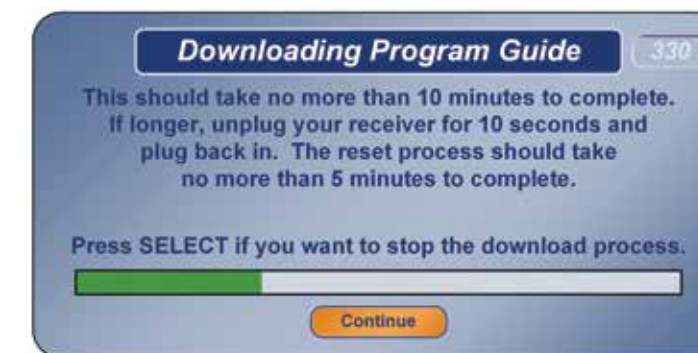 Downloading Program Guide
330
This should take no more than 10 minutes to complete.
If longer, unplug your receiver for 10 seconds and
plug back in. The reset process should take
no more than 5 minutes to complete.
Press SELECT if you want to stop the download process.
Continue